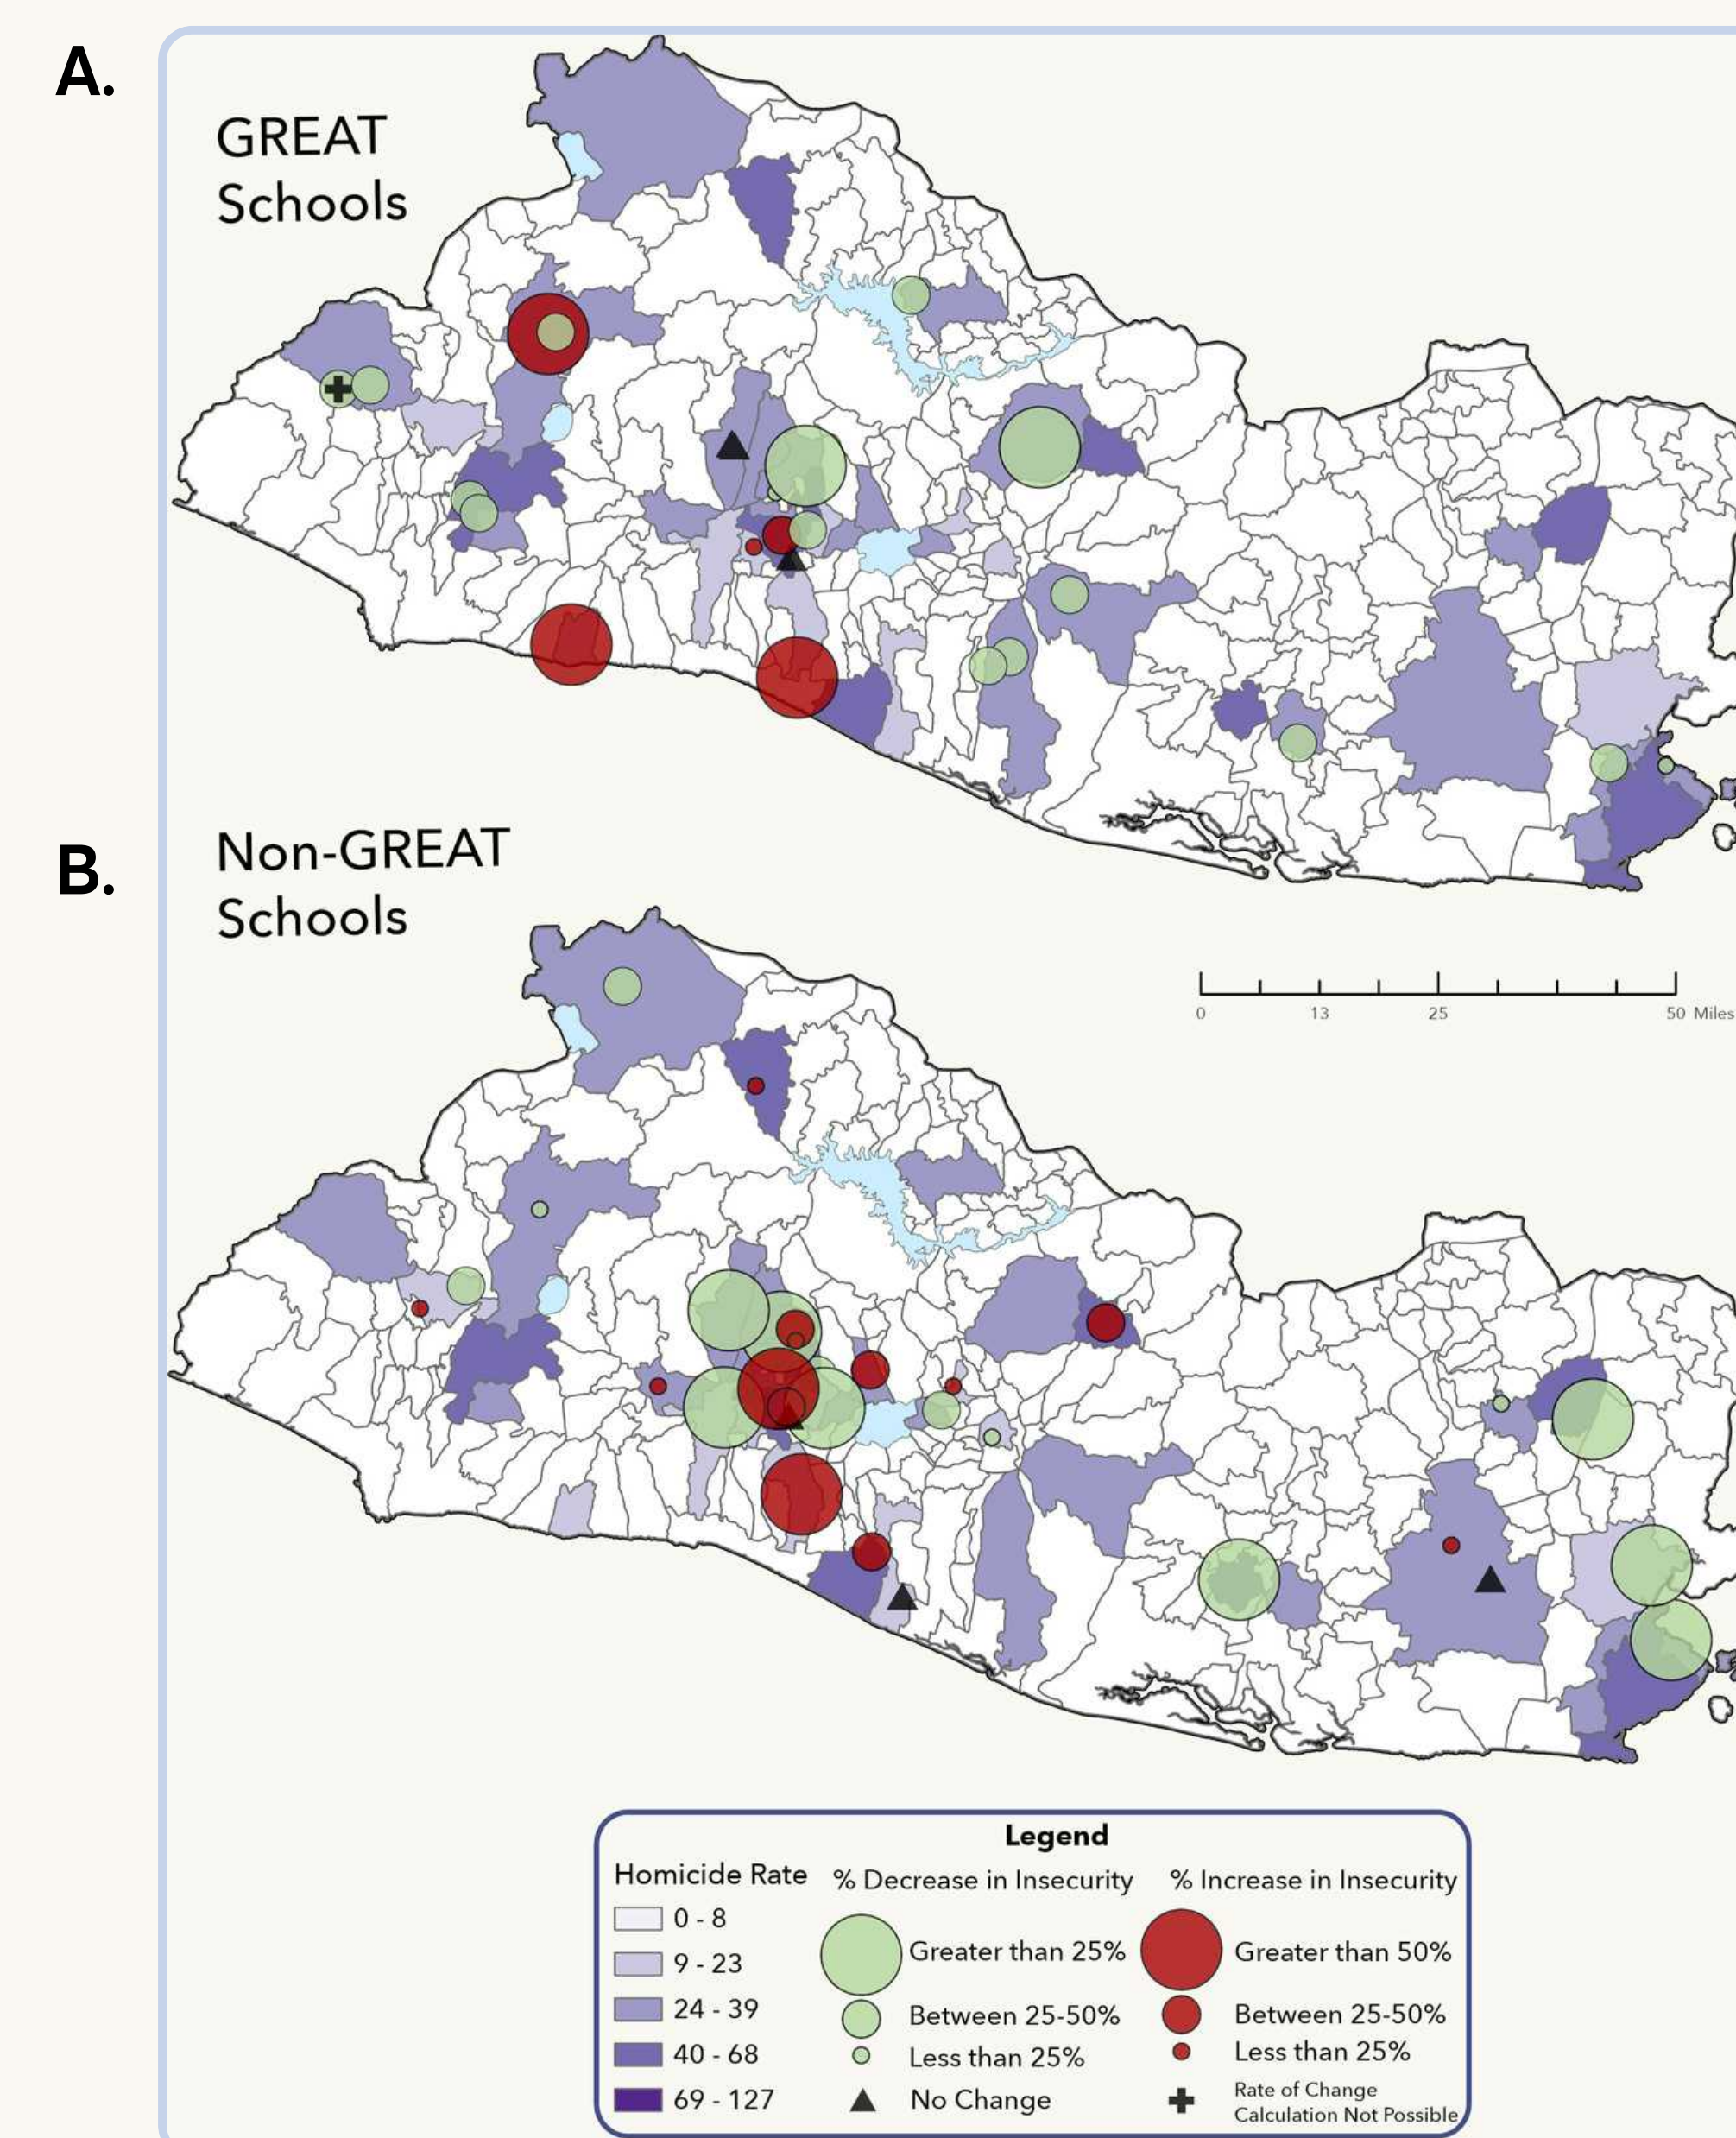 A.
GREAT
Schools
B.
Non-GREAT
Schools
0 13 25 50 Miles
Legend
Homicide Rate
0 - 8
9 - 23
24 - 39
40 - 68
69 - 127
% Decrease in Insecurity
Greater than 25%
Between 25-50%
Less than 25%
No Change
% Increase in Insecurity
Greater than 50%
Between 25-50%
Less than 25%
Rate of Change
Calculation Not Possible